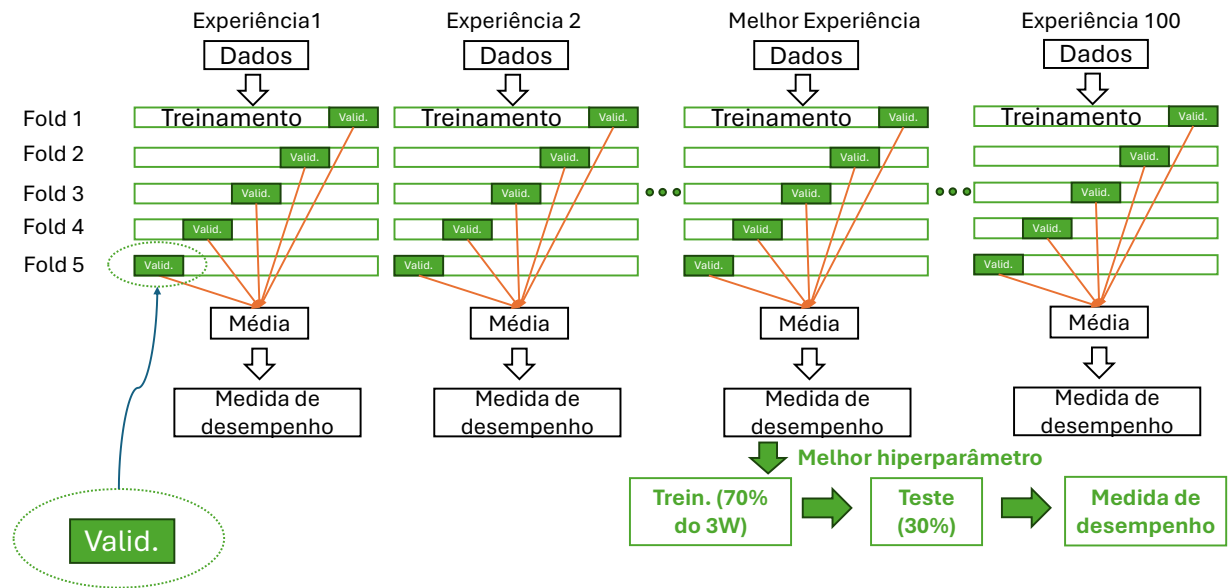 Experiência1
Experiência 2
Melhor Experiência
Experiência 100
Dados
Dados
Dados
Dados
Fold 1
Treinamento
Valid.
Treinamento
Valid.
Treinamento
Valid.
Treinamento
Valid.
Fold 2
Valid.
Valid.
Valid.
Valid.
Fold 3
Valid.
Valid.
Valid.
Valid.
Fold 4
Valid.
Valid.
Valid.
Valid.
Fold 5
Valid.
Valid.
Valid.
Valid.
Média
Média
Média
Média
Medida de
desempenho
Medida de
desempenho
Medida de
desempenho
Medida de
desempenho
Melhor hiperparâmetro
Trein. (70%
do 3W)
Teste
(30%)
Medida de
desempenho
Valid.